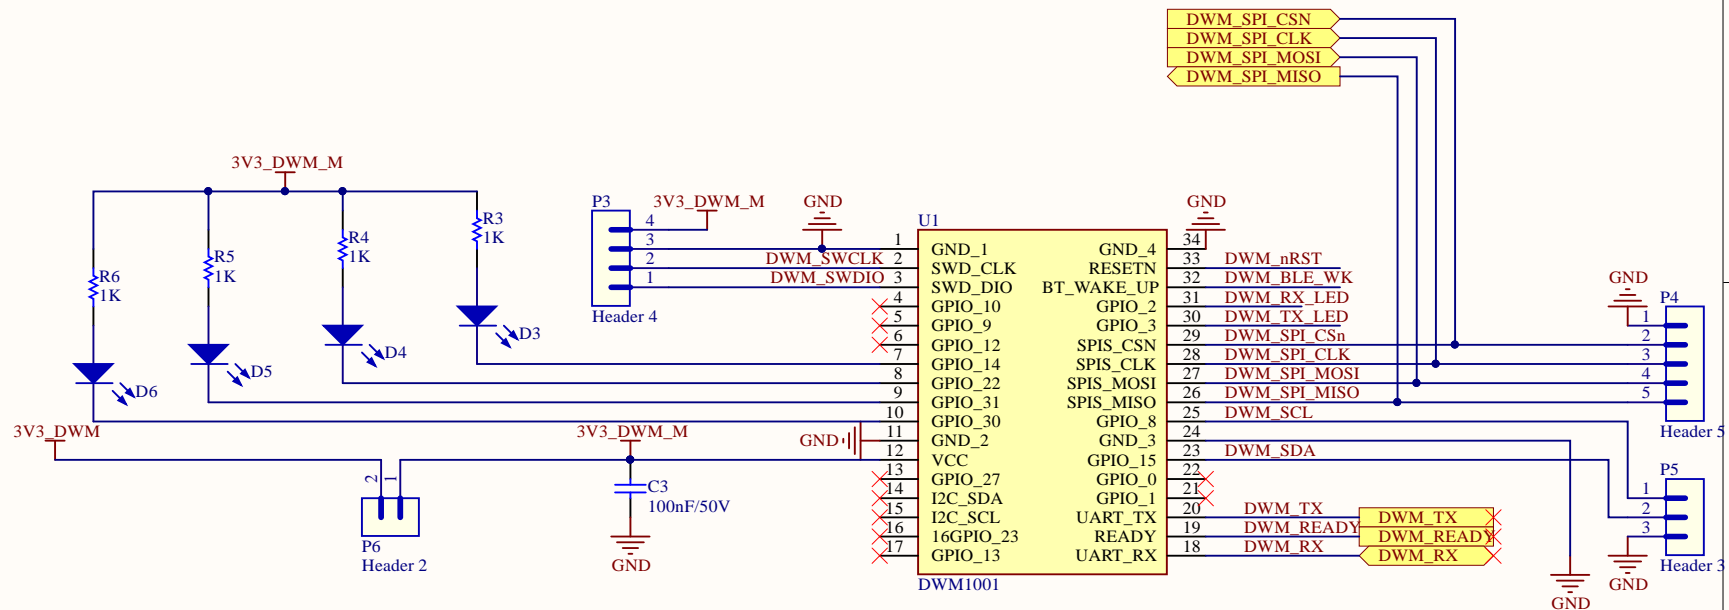 DWM_SPI_CSN
DWM_SPI_CLK
DWM_SPI_MOSI
DWM_SPI_MISO
3V3_DWM_M
R6
1K
R5
1K
R4
1K
R3
1K
D6
D5
D4
D3
P3
4
3
2
1
Header 4
3V3_DWM_M
GND
DWM_SWCLK
DWM_SWDIO
U1
1 GND_1
2 SWD_CLK
3 SWD_DIO
4 GPIO_10
5 GPIO_9
6 GPIO_12
7 GPIO_14
8 GPIO_22
9 GPIO_31
10 GPIO_30
11 GND_2
12 VCC
13 GPIO_27
14 I2C_SDA
15 I2C_SCL
16 16GPIO_23
17 GPIO_13
DWM1001
GND
GND_4 34
RESETN 33 DWM_nRST
BT_WAKE_UP 32 DWM_BLE_WK
GPIO_2 31 DWM_RX_LED
GPIO_3 30 DWM_TX_LED
SPIS_CSN 29 DWM_SPI_CSn
SPIS_CLK 28 DWM_SPI_CLK
SPIS_MOSI 27 DWM_SPI_MOSI
SPIS_MISO 26 DWM_SPI_MISO
GPIO_8 25 DWM_SCL
GND_3 24
GPIO_15 23 DWM_SDA
GPIO_0 22
GPIO_1 21
UART_TX 20 DWM_TX DWM_TX
READY 19 DWM_READY DWM_READY
UART_RX 18 DWM_RX DWM_RX
GND
P4
1
2
3
4
5
Header 5
P5
1
2
3
Header 3
GND
GND
3V3_DWM
2
1
P6
Header 2
3V3_DWM_M
GND
C3
100nF/50V
GND